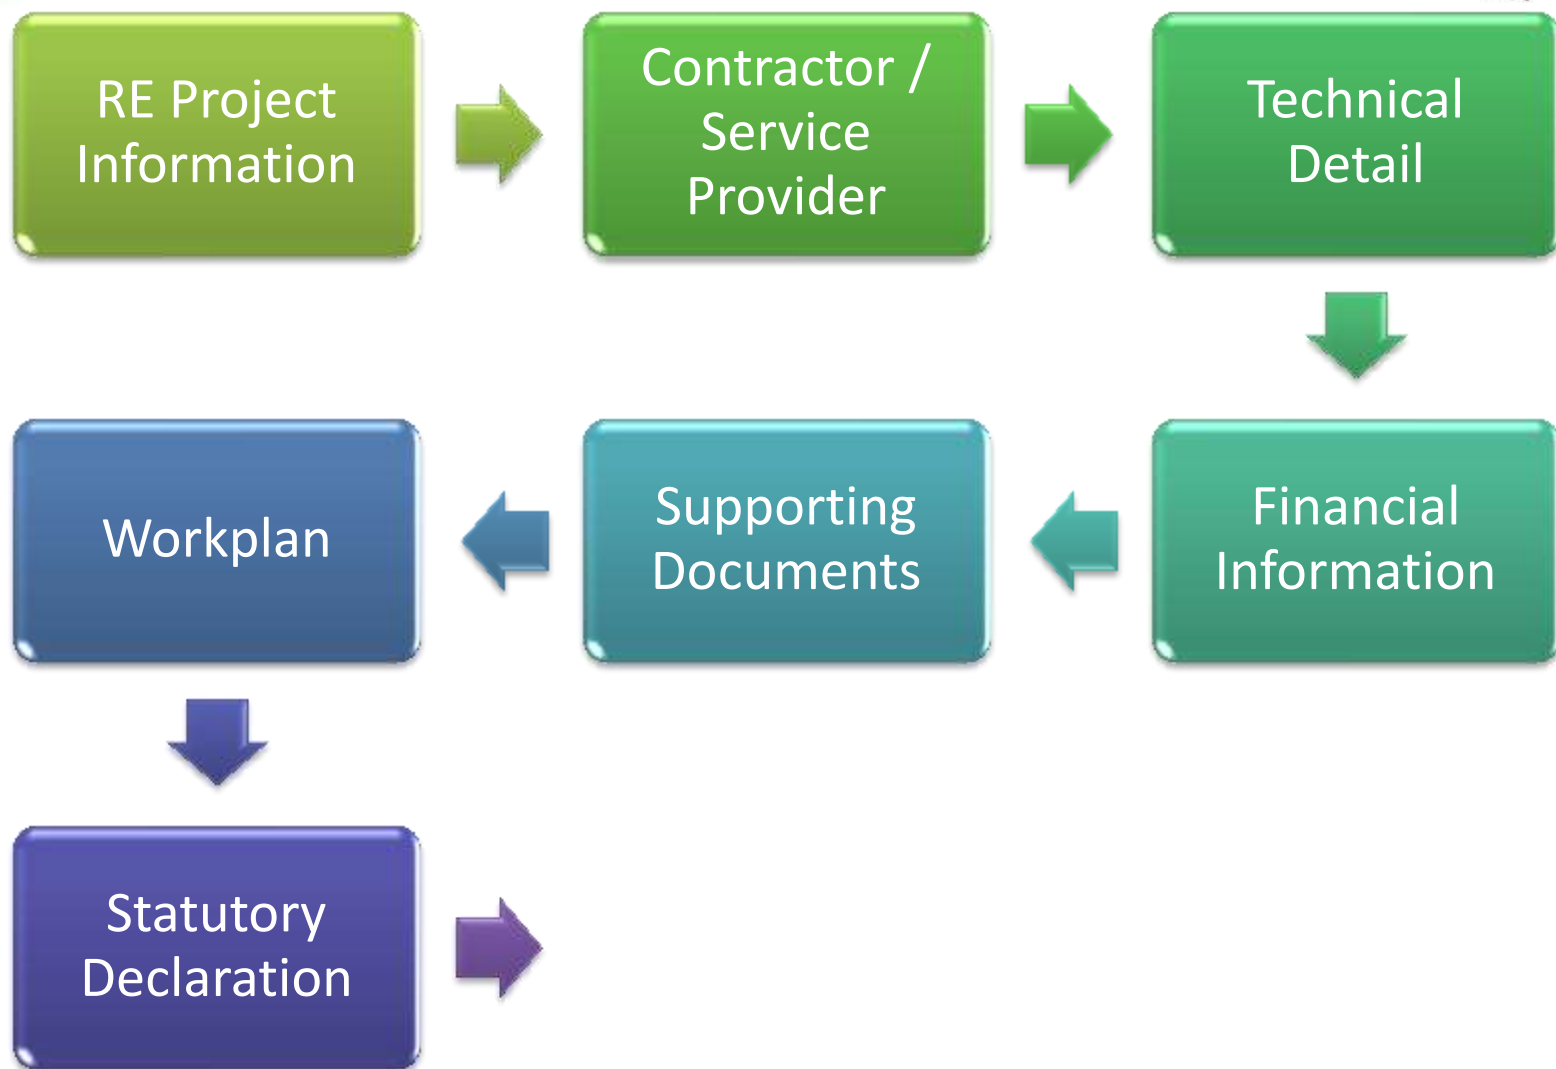 RE Project
Information
Contractor /
Service
Provider
Technical
Detail
Financial
Information
Supporting
Documents
Workplan
Statutory
Declaration